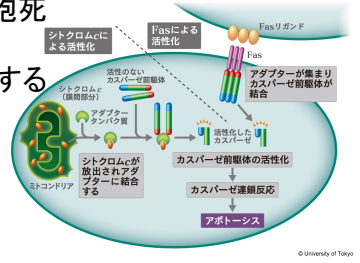 胞死
する
シトクロムcに
よる活性化
Fasによる
活性化
Fasリガンド
Fas
アダプターが集まり
カスパーゼ前駆体が
結合
シトクロムc
(膜間部分)
活性のない
カスパーゼ前駆体
アダプター
タンパク質
活性化した
カスパーゼ
シトクロムcが
放出されアダ
プターに結合
する
ミトコンドリア
カスパーゼ前駆体の活性化
カスパーゼ連鎖反応
アポトーシス
© University of Tokyo